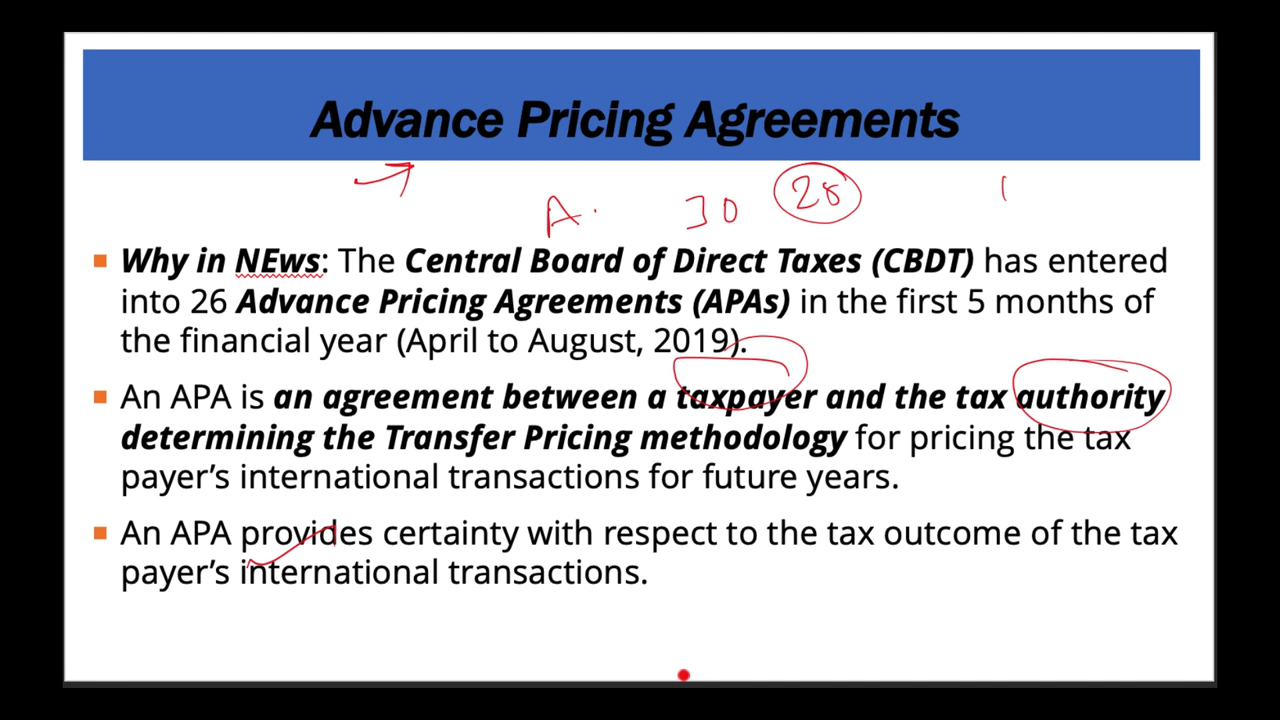 Advance Pricing Agreements
A. 30 28
Why in NEws: The Central Board of Direct Taxes (CBDT) has entered
into 26 Advance Pricing Agreements (APAs) in the first 5 months of
the financial year (April to August, 2019).
An APA is an agreement between a taxpayer and the tax authority
determining the Transfer Pricing methodology for pricing the tax
payer’s international transactions for future years.
An APA provides certainty with respect to the tax outcome of the tax
payer’s international transactions.